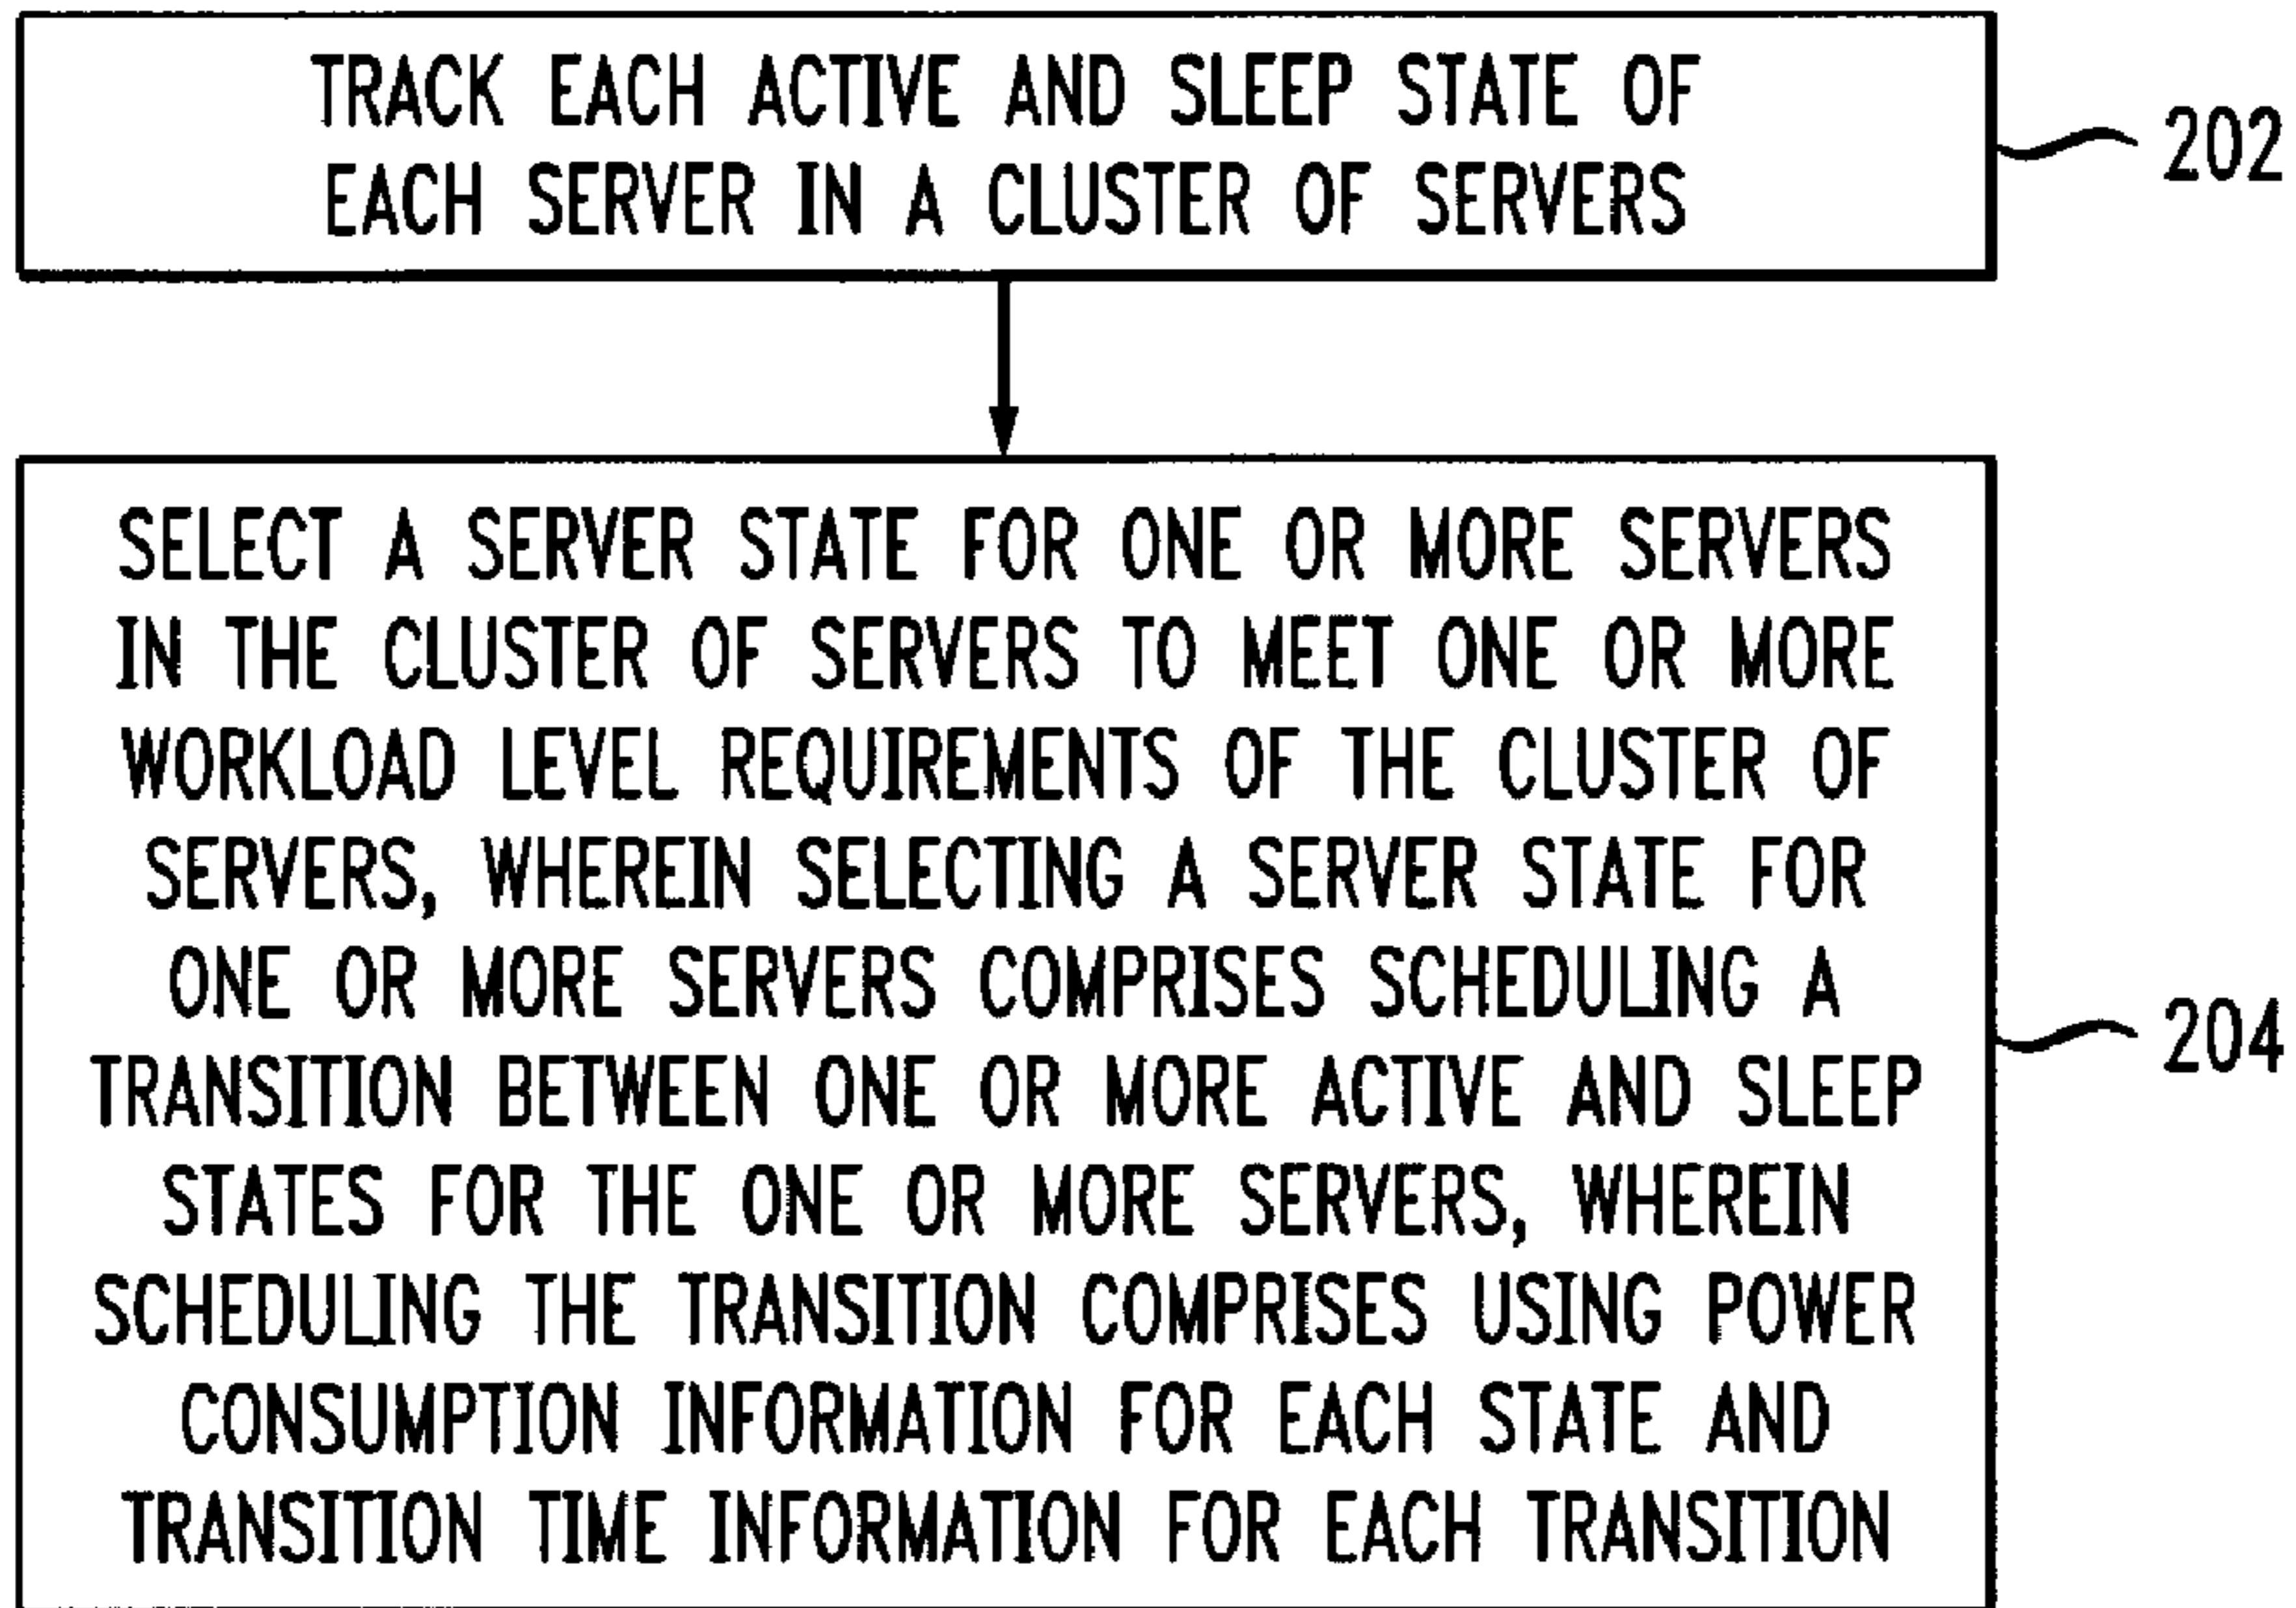 TRACK EACH ACTIVE AND SLEEP STATE OF
EACH SERVER IN A CLUSTER OF SERVERS
202
SELECT A SERVER STATE FOR ONE OR MORE SERVERS
IN THE CLUSTER OF SERVERS TO MEET ONE OR MORE
WORKLOAD LEVEL REQUIREMENTS OF THE CLUSTER OF
SERVERS, WHEREIN SELECTING A SERVER STATE FOR
ONE OR MORE SERVERS COMPRISES SCHEDULING A
TRANSITION BETWEEN ONE OR MORE ACTIVE AND SLEEP
STATES FOR THE ONE OR MORE SERVERS, WHEREIN
SCHEDULING THE TRANSITION COMPRISES USING POWER
CONSUMPTION INFORMATION FOR EACH STATE AND
TRANSITION TIME INFORMATION FOR EACH TRANSITION
204